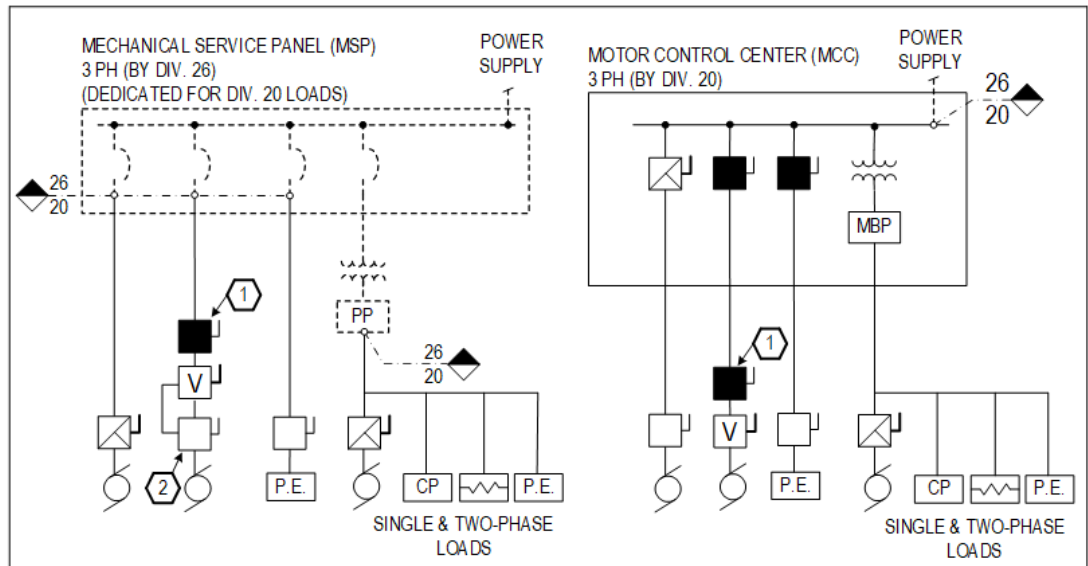 MECHANICAL SERVICE PANEL (MSP)
3 PH (BY DIV. 26)
(DEDICATED FOR DIV. 20 LOADS)
POWER
SUPPLY
26
20
1
PP
V
26
20
2
P.E.
CP
P.E.
SINGLE & TWO-PHASE
LOADS
MOTOR CONTROL CENTER (MCC)
3 PH (BY DIV. 20)
POWER
SUPPLY
26
20
MBP
1
V
P.E.
CP
P.E.
SINGLE & TWO-PHASE
LOADS